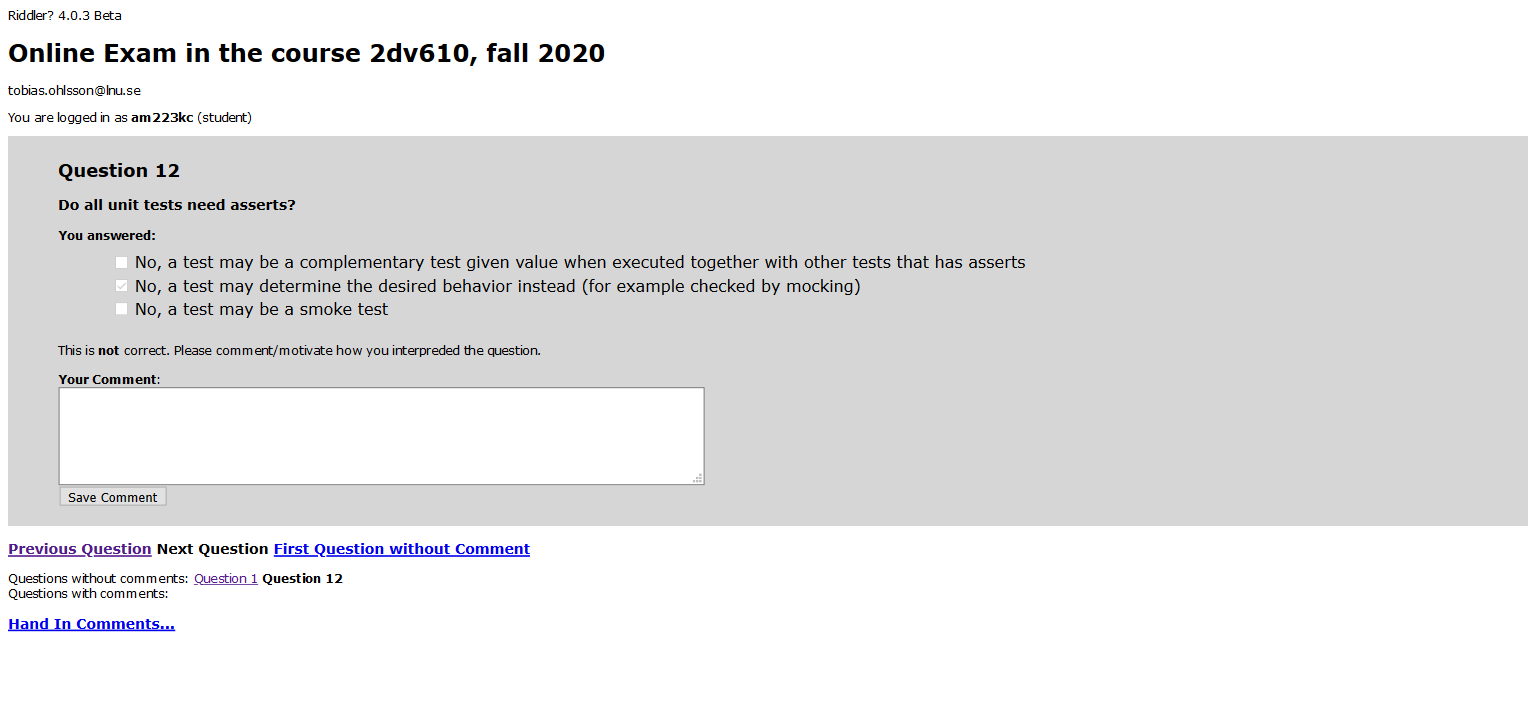 Riddler? 4.0.3 Beta
Online Exam in the course 2dv610, fall 2020
tobias.ohlsson@lnu.se
You are logged in as am223kc (student)
Question 12
Do all unit tests need asserts?
You answered:
No, a test may be a complementary test given value when executed together with other tests that has asserts
No, a test may determine the desired behavior instead (for example checked by mocking)
No, a test may be a smoke test
This is not correct. Please comment/motivate how you interpreded the question.
Your Comment:
Save Comment
Previous Question Next Question First Question without Comment
Questions without comments: Question 1 Question 12
Questions with comments:
Hand In Comments...